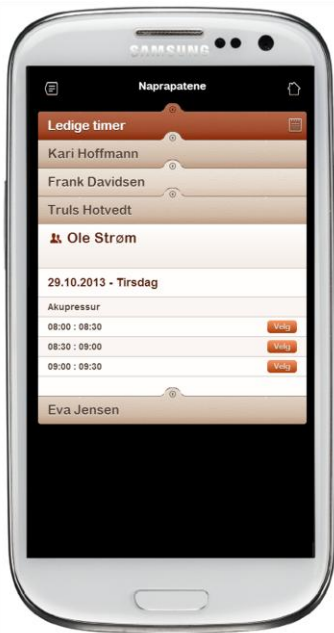 SAMSUNG
Naprapatene
Ledige timer
Kari Hoffmann
Frank Davidsen
Truls Hotvedt
Ole Strøm
29.10.2013 - Tirsdag
Akupressur
08:00 : 08:30 Velg
08:30 : 09:00 Velg
09:00 : 09:30 Velg
Eva Jensen